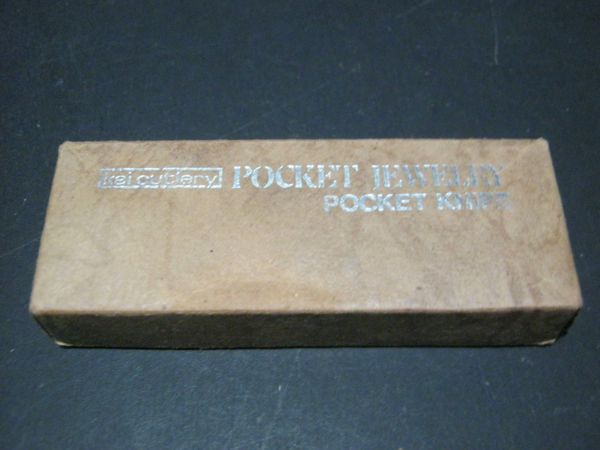 kai cutlery POCKET JEWELRY
POCKET KNIFE